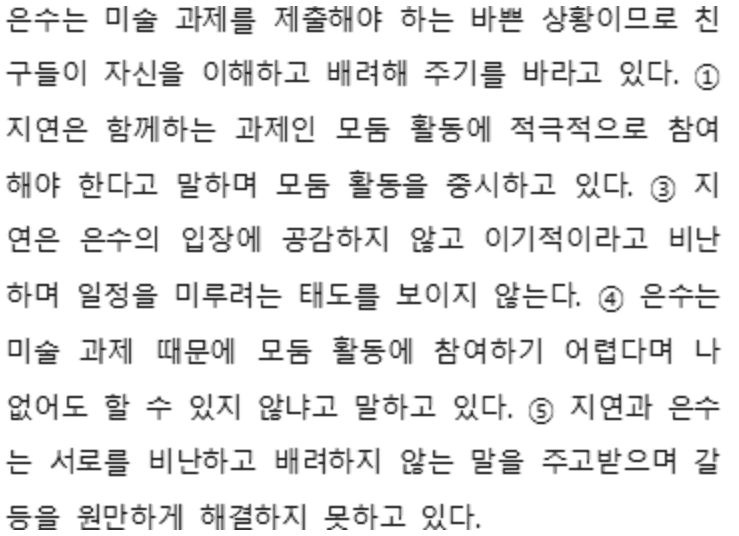 은수는 미술 과제를 제출해야 하는 바쁜 상황이므로 친
구들이 자신을 이해하고 배려해 주기를 바라고 있다. ①
지연은 함께하는 과제인 모둠 활동에 적극적으로 참여
해야 한다고 말하며 모둠 활동을 중시하고 있다. ③ 지
연은 은수의 입장에 공감하지 않고 이기적이라고 비난
하며 일정을 미루려는 태도를 보이지 않는다. ④ 은수는
미술 과제 때문에 모둠 활동에 참여하기 어렵다며 나
없어도 할 수 있지 않냐고 말하고 있다. ⑤ 지연과 은수
는 서로를 비난하고 배려하지 않는 말을 주고받으며 갈
등을 원만하게 해결하지 못하고 있다.